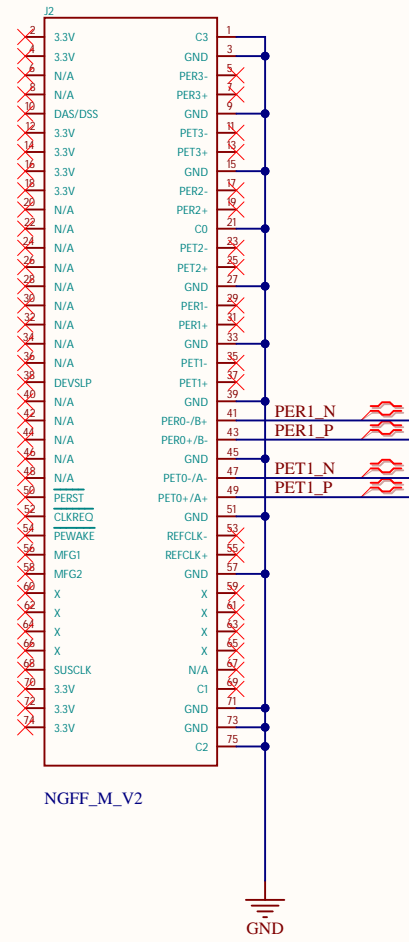 J2
2 3.3V C3 1
4 3.3V GND 3
6 N/A PER3- 5
8 N/A PER3+ 7
10 DAS/DSS GND 9
12 3.3V PET3- 11
14 3.3V PET3+ 13
16 3.3V GND 15
18 3.3V PER2- 17
20 N/A PER2+ 19
22 N/A C0 21
24 N/A PET2- 23
26 N/A PET2+ 25
28 N/A GND 27
30 N/A PER1- 29
32 N/A PER1+ 31
34 N/A GND 33
36 N/A PET1- 35
38 DEVSLP PET1+ 37
40 N/A GND 39
42 N/A PER0-/B+ 41 PER1_N
44 N/A PER0+/B- 43 PER1_P
46 N/A GND 45
48 N/A PET0-/A- 47 PET1_N
50 PERST PET0+/A+ 49 PET1_P
52 CLKREQ GND 51
54 PEWAKE REFCLK- 53
56 MFG1 REFCLK+ 55
58 MFG2 GND 57
60 X X 59
62 X X 61
64 X X 63
66 X X 65
68 SUSCLK N/A 67
70 3.3V C1 69
72 3.3V GND 71
74 3.3V GND 73
C2 75
NGFF_M_V2
GND